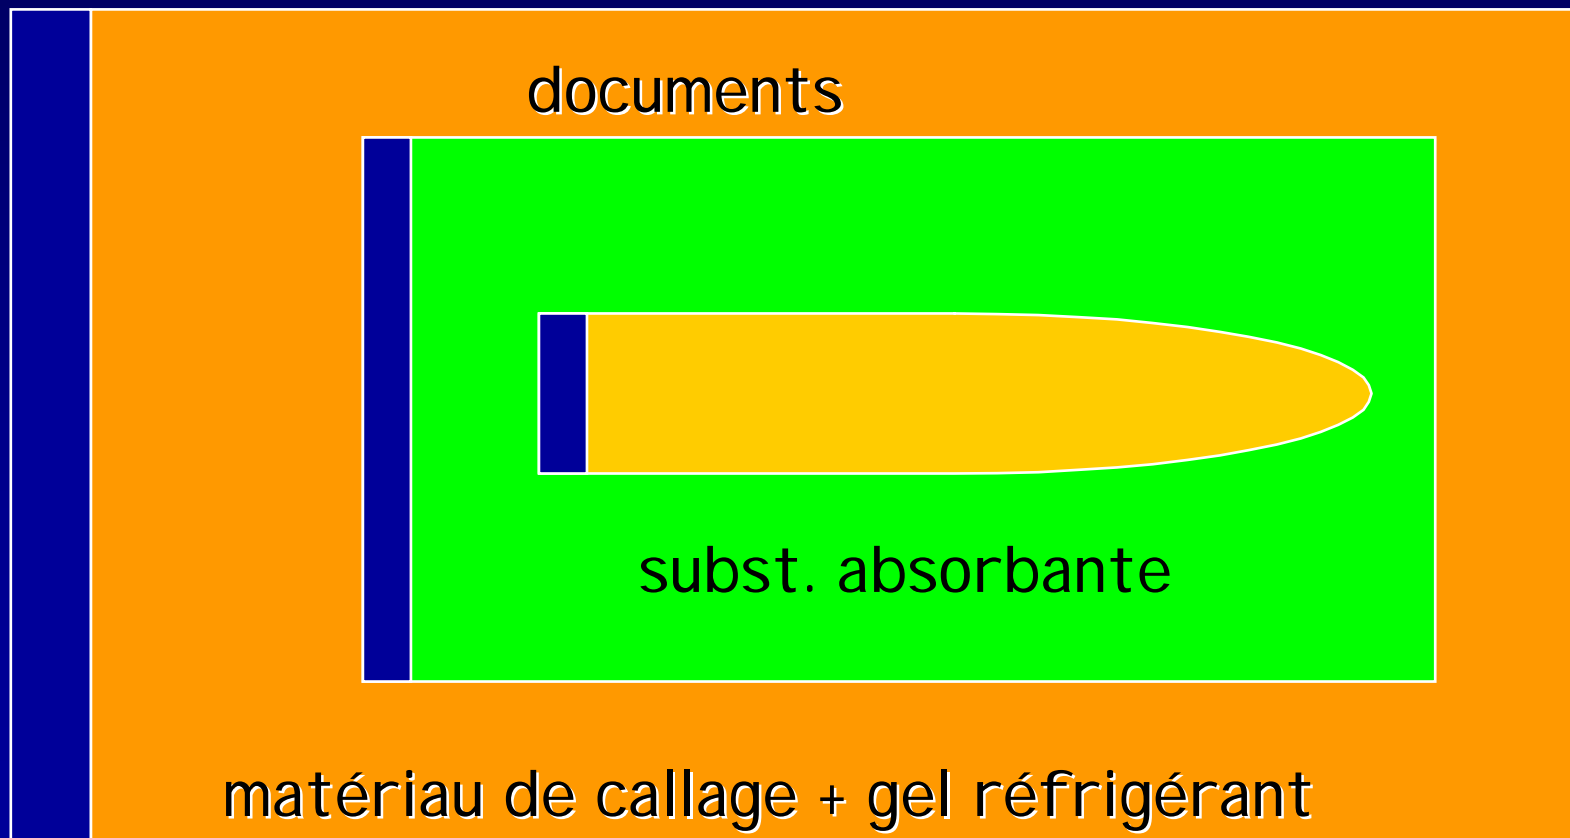 documents
subst. absorbante
matériau de callage + gel réfrigérant